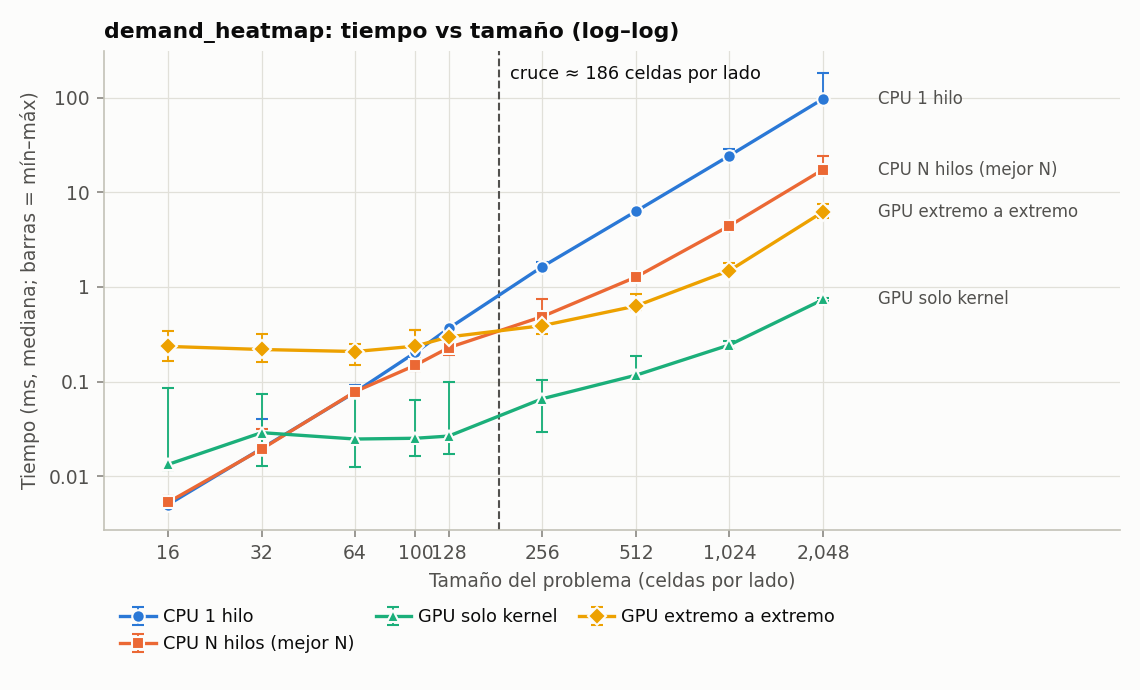 demand_heatmap: tiempo vs tamaño (log–log)
cruce ≈ 186 celdas por lado
Tiempo (ms, mediana; barras = mín–máx)
100
10
1
0.1
0.01
CPU 1 hilo
CPU N hilos (mejor N)
GPU extremo a extremo
GPU solo kernel
16 32 64 100 128 256 512 1,024 2,048
Tamaño del problema (celdas por lado)
CPU 1 hilo GPU solo kernel GPU extremo a extremo
CPU N hilos (mejor N)